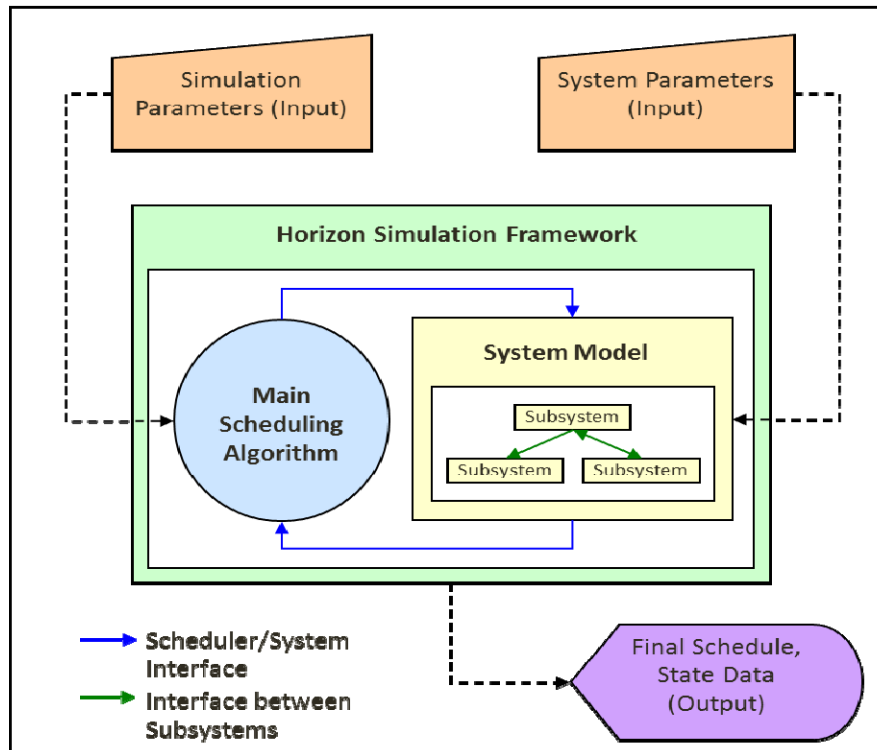 Simulation
Parameters (Input)
System Parameters
(Input)
Horizon Simulation Framework
Main
Scheduling
Algorithm
System Model
Subsystem
Subsystem
Subsystem
Scheduler/System
Interface
Interface between
Subsystems
Final Schedule,
State Data
(Output)